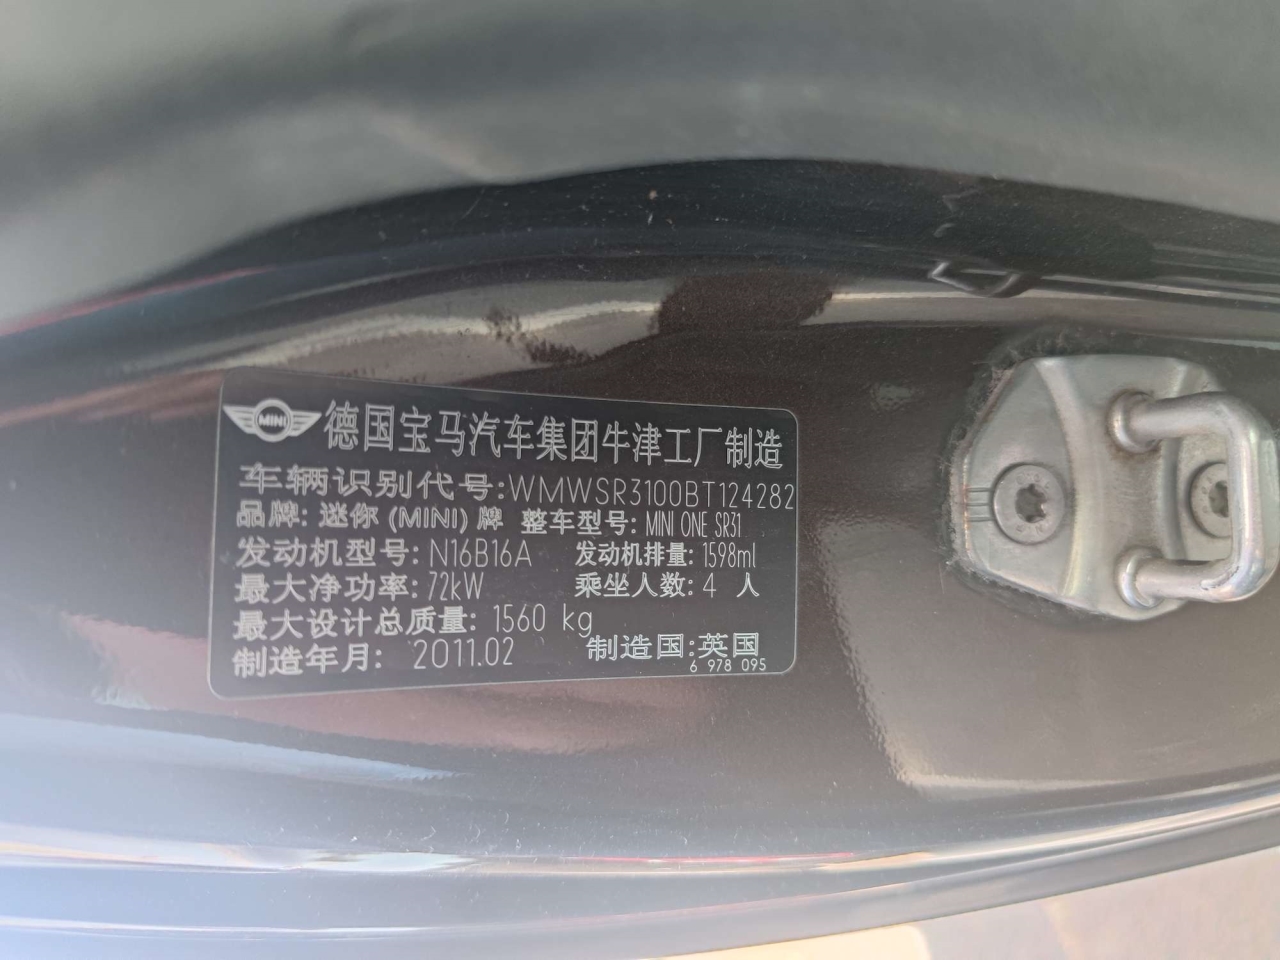 MINI 德国宝马汽车集团牛津工厂制造
车辆识别代号:WMWSR3100BT124282
品牌: 迷你 (MINI) 牌 整车型号: MINI ONE SR31
发动机型号: N16B16A 发动机排量: 1598ml
最大净功率: 72kW 乘坐人数: 4 人
最大设计总质量: 1560 kg
制造年月: 2011.02 制造国:英国
6 978 095